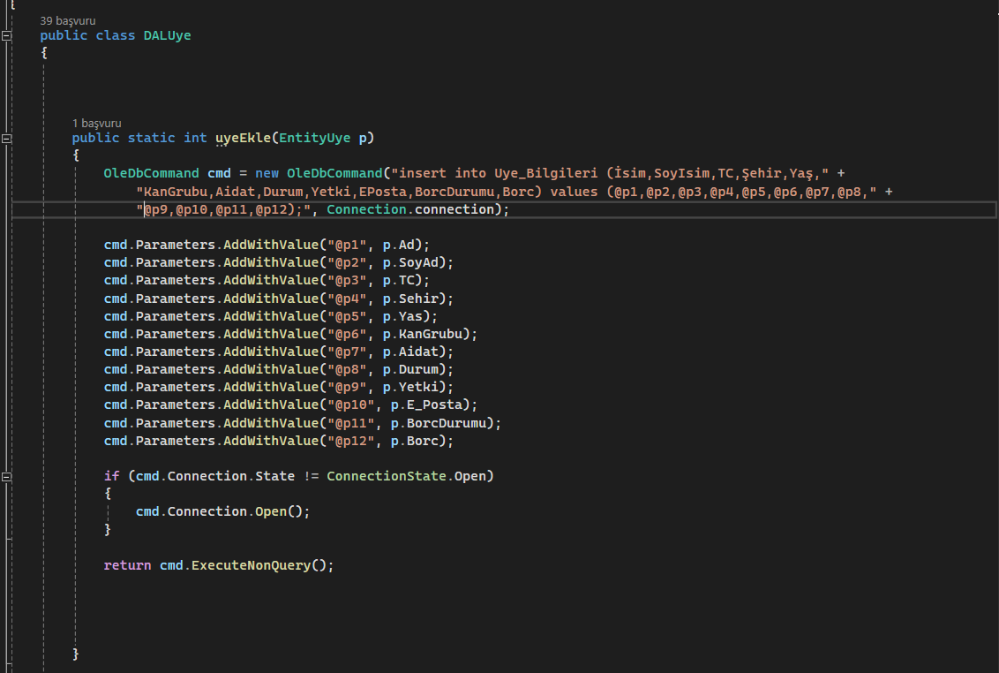 {
39 başvuru
public class DALUye
{
1 başvuru
public static int uyeEkle(EntityUye p)
{
OleDbCommand cmd = new OleDbCommand("insert into Uye_Bilgileri (İsim,SoyIsim,TC,Şehir,Yaş," +
"KanGrubu,Aidat,Durum,Yetki,EPosta,BorcDurumu,Borc) values (@p1,@p2,@p3,@p4,@p5,@p6,@p7,@p8," +
"@p9,@p10,@p11,@p12);", Connection.connection);
cmd.Parameters.AddWithValue("@p1", p.Ad);
cmd.Parameters.AddWithValue("@p2", p.SoyAd);
cmd.Parameters.AddWithValue("@p3", p.TC);
cmd.Parameters.AddWithValue("@p4", p.Sehir);
cmd.Parameters.AddWithValue("@p5", p.Yas);
cmd.Parameters.AddWithValue("@p6", p.KanGrubu);
cmd.Parameters.AddWithValue("@p7", p.Aidat);
cmd.Parameters.AddWithValue("@p8", p.Durum);
cmd.Parameters.AddWithValue("@p9", p.Yetki);
cmd.Parameters.AddWithValue("@p10", p.E_Posta);
cmd.Parameters.AddWithValue("@p11", p.BorcDurumu);
cmd.Parameters.AddWithValue("@p12", p.Borc);
if (cmd.Connection.State != ConnectionState.Open)
{
cmd.Connection.Open();
}
return cmd.ExecuteNonQuery();
}